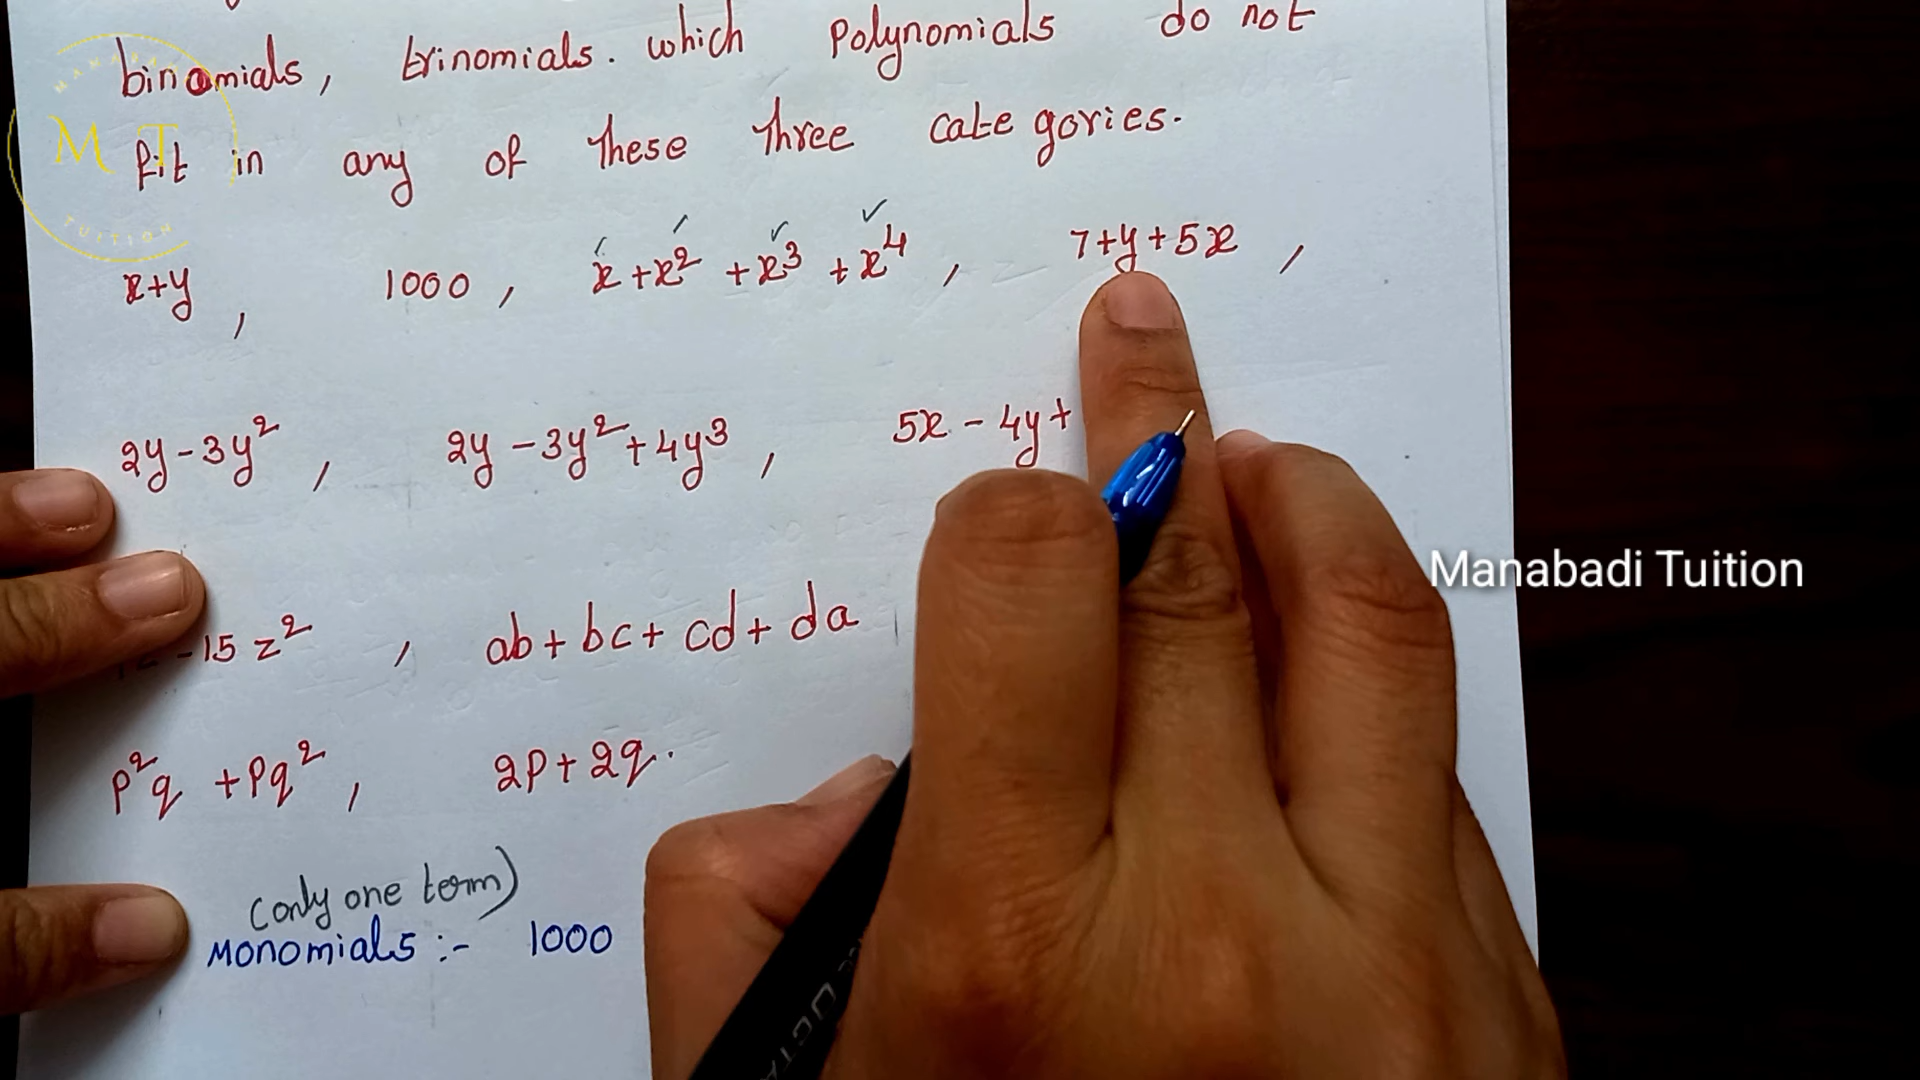 binomials, trinomials. which polynomials do not
fit in any of these three categories.
x+y, 1000, x+x²+x³+x⁴, 7+y+5x,
2y-3y², 2y-3y²+4y³, 5x-4y+
-15z², ab+bc+cd+da
p²q+pq², 2p+2q.
(only one term)
Monomials:- 1000
Manabadi Tuition
MT
TUITION